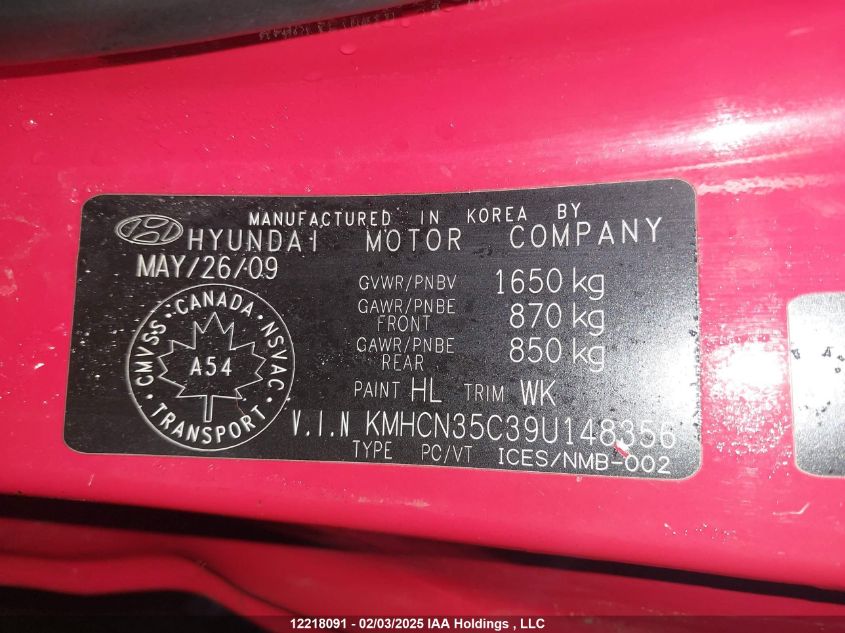 MANUFACTURED IN KOREA BY
HYUNDAI MOTOR COMPANY
MAY/26/09
GVWR/PNBV 1650 kg
GAWR/PNBE FRONT 870 kg
GAWR/PNBE REAR 850 kg
CMVSS · CANADA · NSVAC
A54
TRANSPORT
PAINT HL TRIM WK
V.I.N KMHCN35C39U148356
TYPE PC/VT ICES/NMB-002
12218091 - 02/03/2025 IAA Holdings , LLC